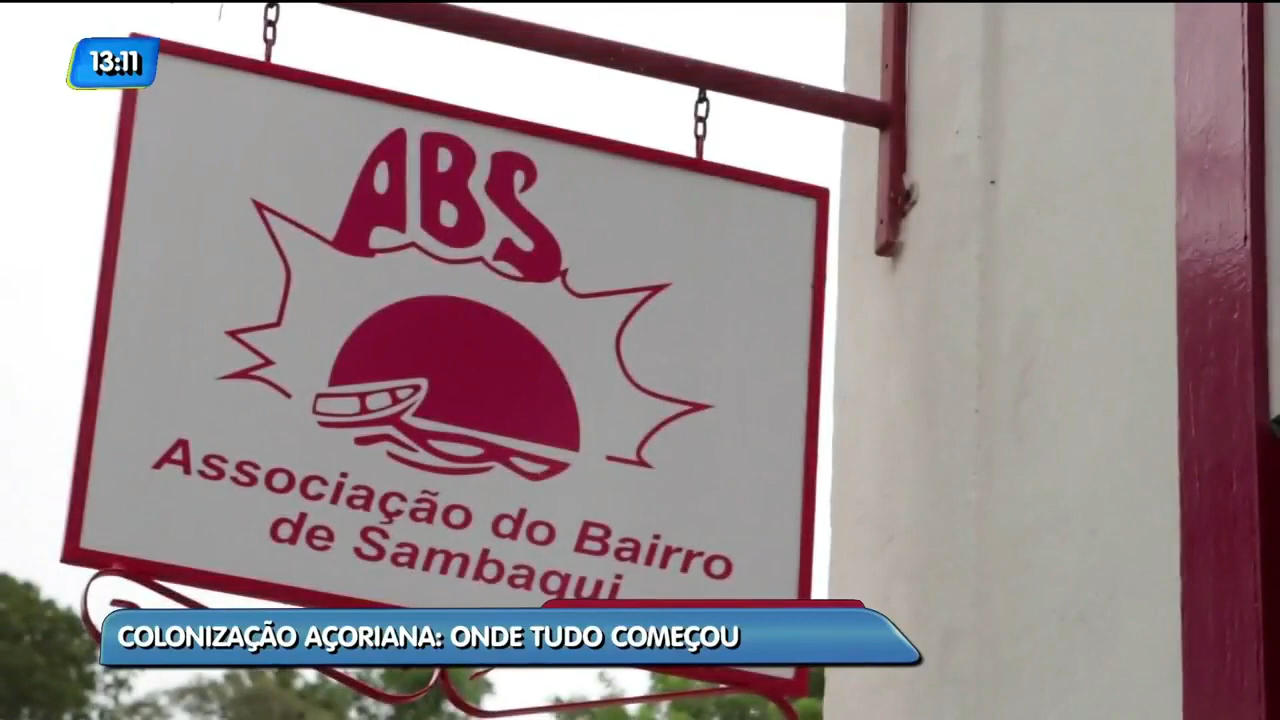 13:11
ABS
Associação do Bairro
de Sambaqui
COLONIZAÇÃO AÇORIANA: ONDE TUDO COMEÇOU